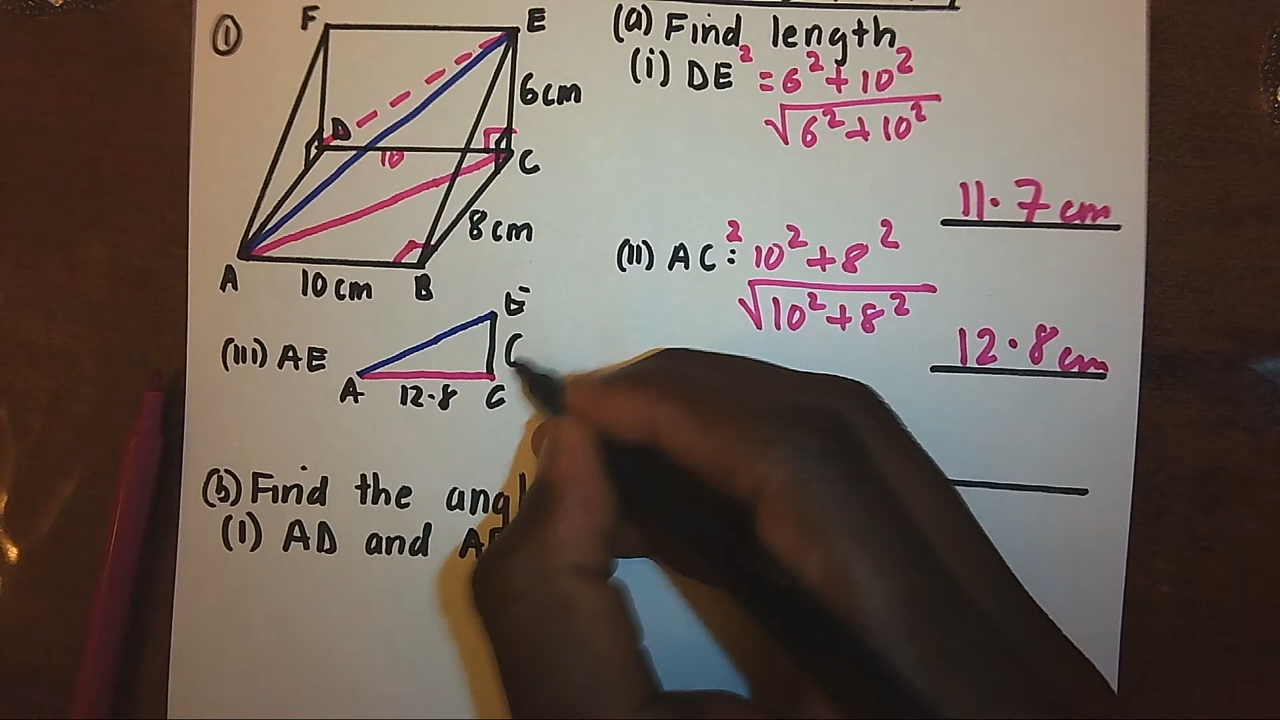 ①
F E
6cm
D
10
C
8cm
A 10cm B
(a) Find length
(i) DE² = 6² + 10²
√6² + 10²
11.7 cm
(ii) AC² : 10² + 8²
√10² + 8²
12.8 cm
(iii) AE
E
A 12.8 C
(b) Find the
(i) AD and